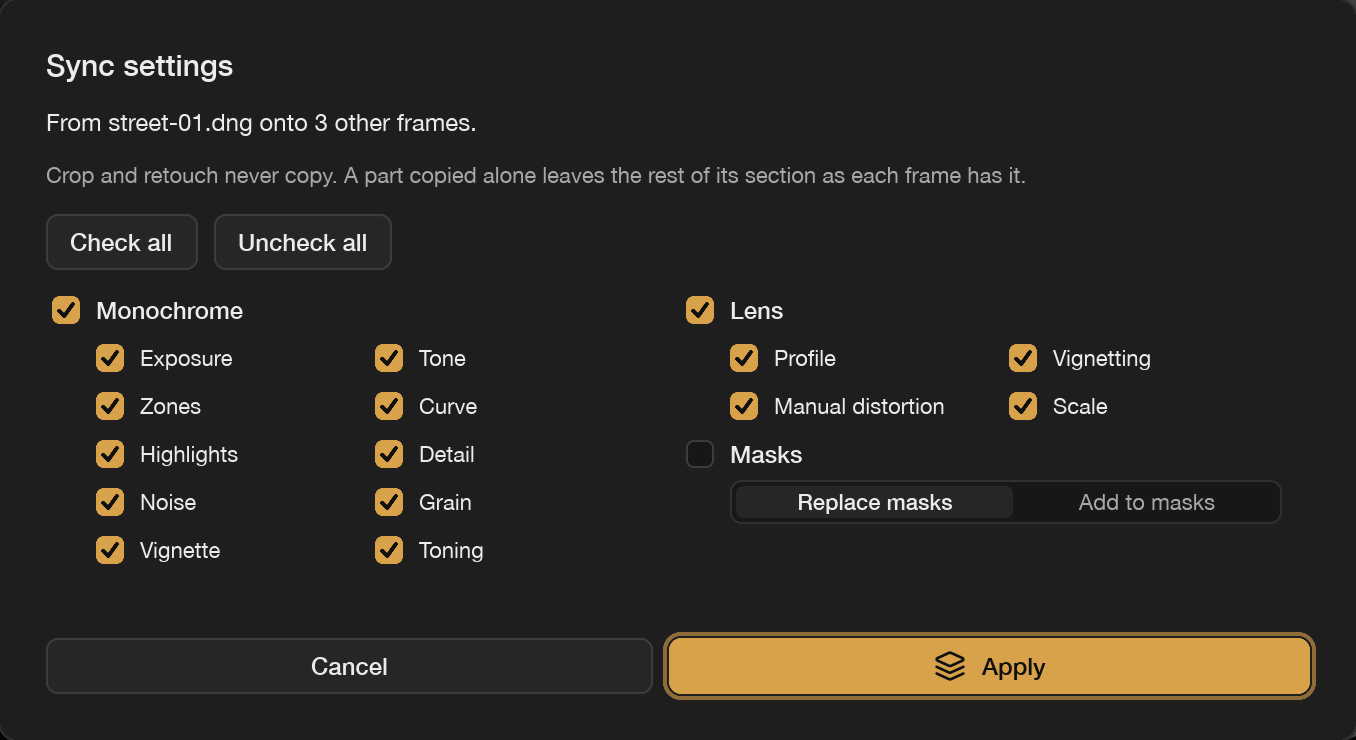 Sync settings
From street-01.dng onto 3 other frames.
Crop and retouch never copy. A part copied alone leaves the rest of its section as each frame has it.
Check all
Uncheck all
Monochrome
Exposure
Tone
Zones
Curve
Highlights
Detail
Noise
Grain
Vignette
Toning
Lens
Profile
Vignetting
Manual distortion
Scale
Masks
Replace masks
Add to masks
Cancel
Apply